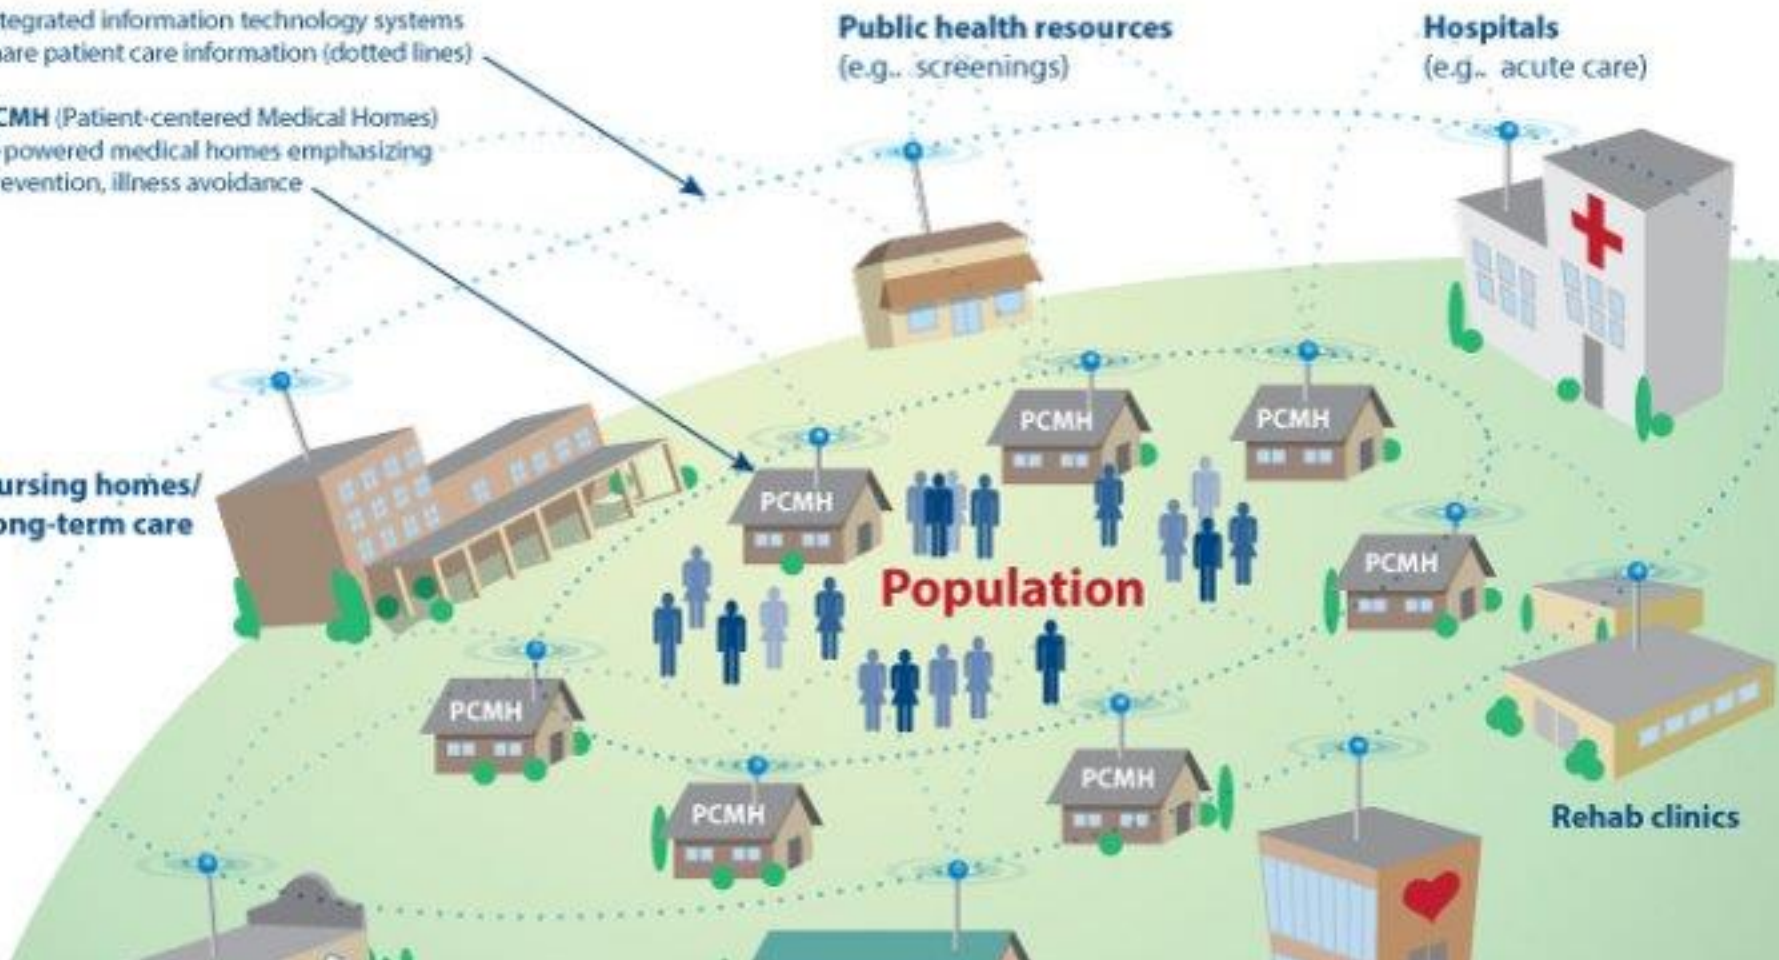 tegrated information technology systems
are patient care information (dotted lines)
CMH (Patient-centered Medical Homes)
-powered medical homes emphasizing
evention, illness avoidance
Public health resources
(e.g.. screenings)
Hospitals
(e.g.. acute care)
ursing homes/
ong-term care
PCMH
PCMH
PCMH
PCMH
Population
PCMH
PCMH
PCMH
Rehab clinics